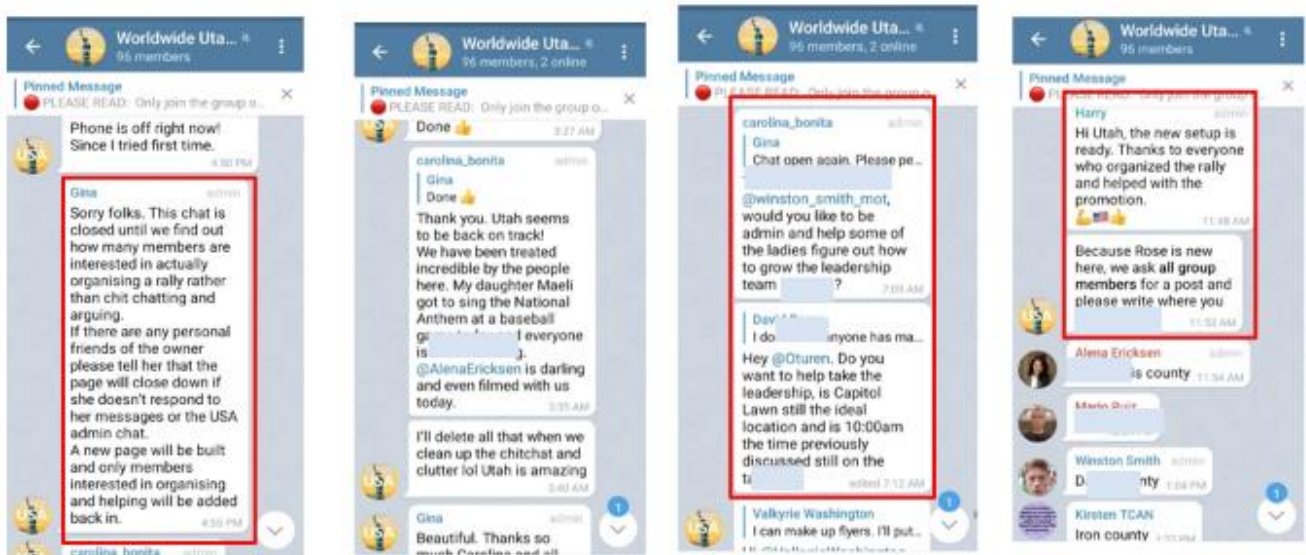 Worldwide Uta...
96 members
Pinned Message
PLEASE READ: Only join the group o...
Phone is off right now!
Since I tried first time.
4:50 PM
Gina admin
Sorry folks. This chat is
closed until we find out
how many members are
interested in actually
organising a rally rather
than chit chatting and
arguing.
If there are any personal
friends of the owner
please tell her that the
page will close down if
she doesn't respond to
her messages or the USA
admin chat.
A new page will be built
and only members
interested in organising
and helping will be added
back in.
4:55 PM
carolina_bonita admin
Worldwide Uta...
96 members, 2 online
Pinned Message
PLEASE READ: Only join the group o...
Done 👍
3:27 AM
carolina_bonita admin
Gina
Done 👍
Thank you. Utah seems
to be back on track!
We have been treated
incredible by the people
here. My daughter Maeli
got to sing the National
Anthem at a baseball
everyone
is
@AlenaEricksen is darling
and even filmed with us
today.
3:35 AM
I'll delete all that when we
clean up the chitchat and
clutter lol Utah is amazing
3:40 AM
Gina admin
Beautiful. Thanks so
much Carolina and all
1
Worldwide Uta...
96 members, 2 online
Pinned Message
PLEASE READ: Only join the group o...
carolina_bonita admin
Gina
Chat open again. Please pe...
@winston_smith_mot,
would you like to be
admin and help some of
the ladies figure out how
to grow the leadership
team ?
7:09 AM
I do nyone has ma...
Hey @Oturen. Do you
want to help take the
leadership, is Capitol
Lawn still the ideal
location and is 10:00am
the time previously
discussed still on the
edited 7:12 AM
Valkyrie Washington
I can make up flyers. I'll put...
1
Worldwide Uta...
96 members
Pinned Message
PLEASE READ: Only join the group o...
Harry admin
Hi Utah, the new setup is
ready. Thanks to everyone
who organized the rally
and helped with the
promotion.
💪🇺🇸👍
11:48 AM
Because Rose is new
here, we ask all group
members for a post and
please write where you
11:53 AM
Alena Ericksen admin
is county 11:54 AM
Mario Ruiz
Winston Smith admin
D nty 1:04 PM
Kirsten TCAN
Iron county
1